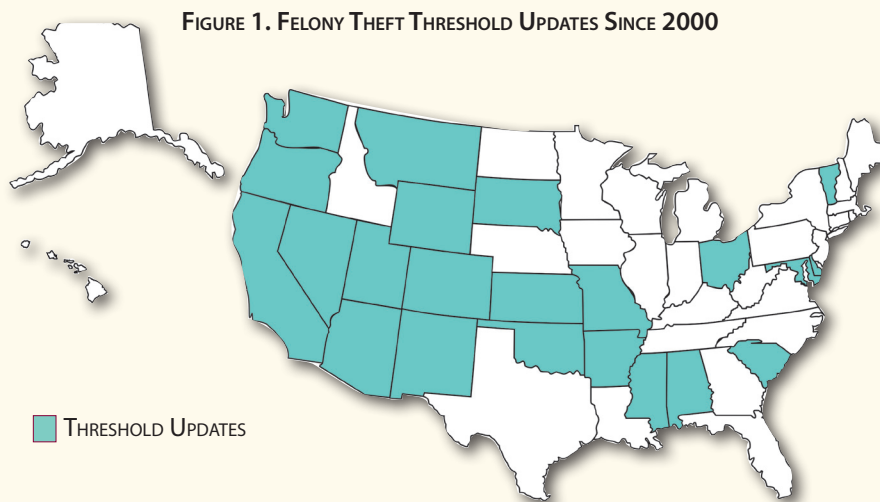 Figure 1. Felony Theft Threshold Updates Since 2000
Threshold Updates